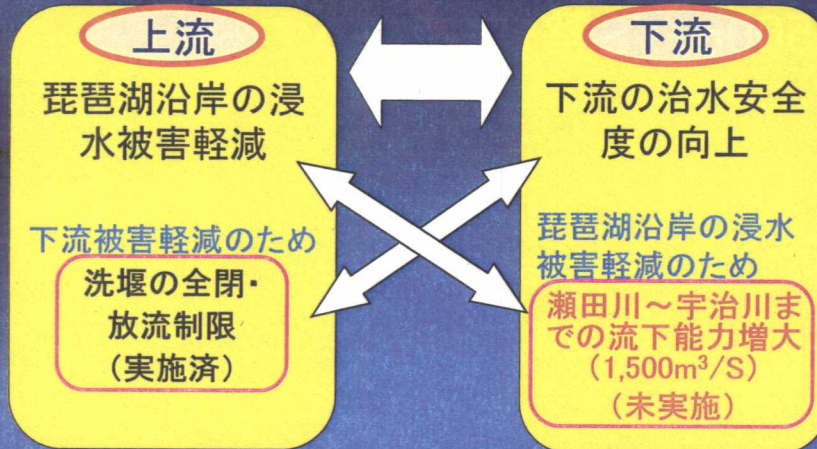 上流
琵琶湖沿岸の浸
水被害軽減
下流被害軽減のため
洗堰の全閉・
放流制限
(実施済)
下流
下流の治水安全
度の向上
琵琶湖沿岸の浸水
被害軽減のため
瀬田川～宇治川ま
での流下能力増大
(1,500m³/S)
(未実施)